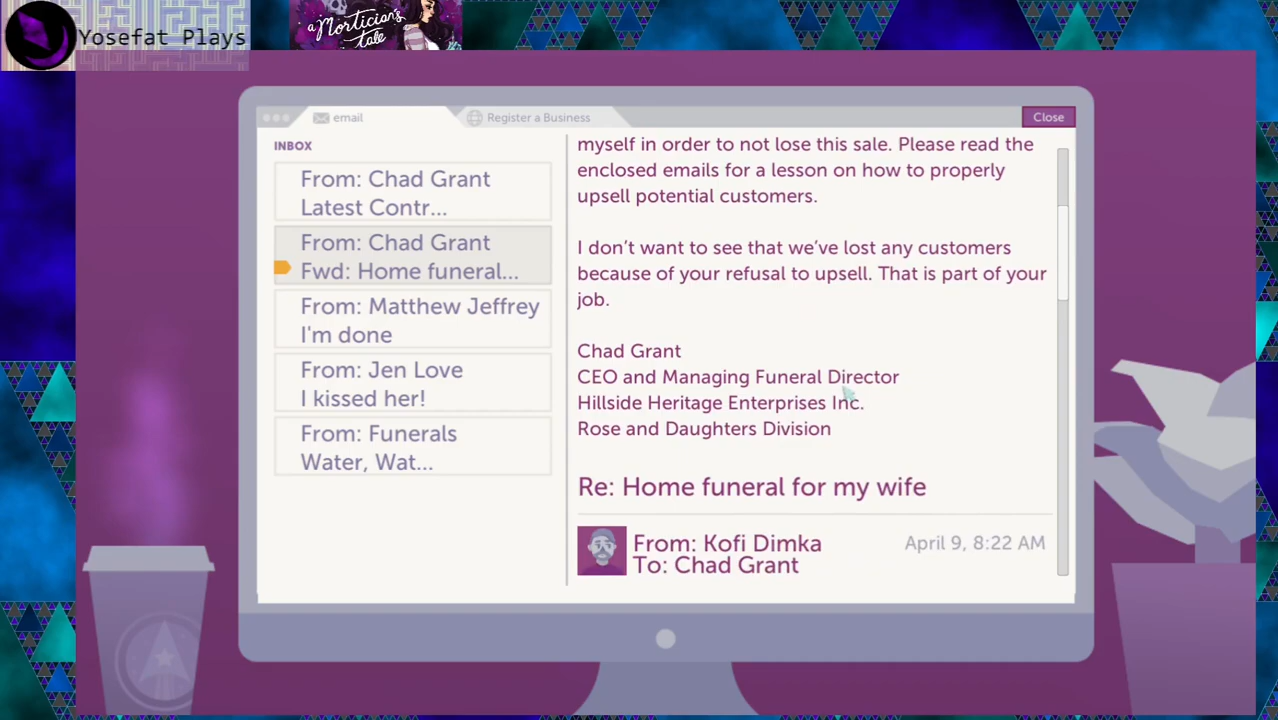 Yosefat Plays
a Mortician's
tale
email
Register a Business
Close
INBOX
From: Chad Grant
Latest Contr...
From: Chad Grant
Fwd: Home funeral...
From: Matthew Jeffrey
I'm done
From: Jen Love
I kissed her!
From: Funerals
Water, Wat...
myself in order to not lose this sale. Please read the
enclosed emails for a lesson on how to properly
upsell potential customers.
I don't want to see that we've lost any customers
because of your refusal to upsell. That is part of your
job.
Chad Grant
CEO and Managing Funeral Director
Hillside Heritage Enterprises Inc.
Rose and Daughters Division
Re: Home funeral for my wife
From: Kofi Dimka
April 9, 8:22 AM
To: Chad Grant